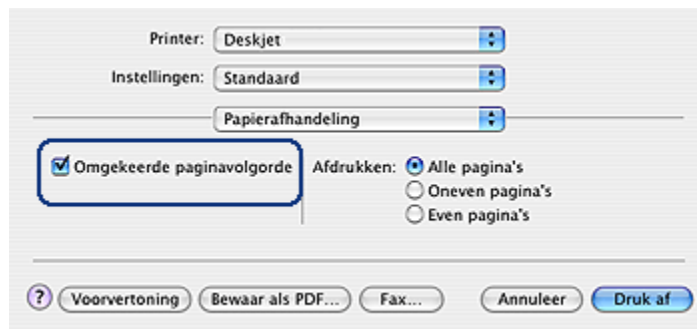 Printer: Deskjet
Instellingen: Standaard
Papierafhandeling
Omgekeerde paginavolgorde Afdrukken: Alle pagina's
Oneven pagina's
Even pagina's
? Voorvertoning Bewaar als PDF... Fax... Annuleer Druk af